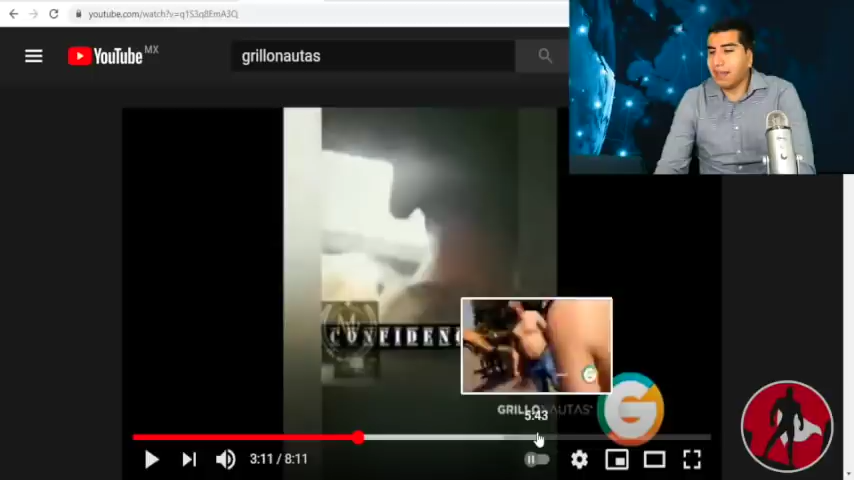 youtube.com/watch?v=q1S3q8EmA3Q
YouTube MX
grillonautas
CONFIDENC
GRILLONAUTAS
5:43
3:11 / 8:11